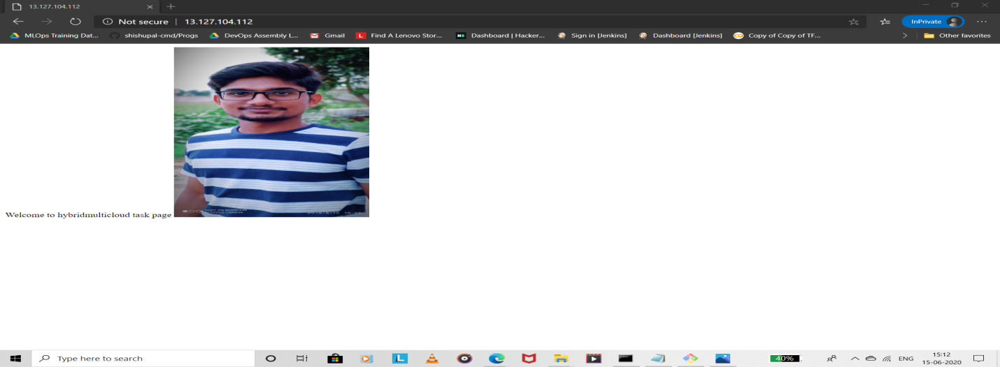 13.127.104.112
Not secure | 13.127.104.112
InPrivate
MLOps Training Dat...
shishupal-cmd/Progs
DevOps Assembly L...
Gmail
L
Find A Lenovo Stor...
Dashboard | Hacker...
Sign in [Jenkins]
Dashboard [Jenkins]
Copy of Copy of TF...
Other favorites
Welcome to hybridmulticloud task page
Type here to search
L
40%
ENG
15:12
15-06-2020